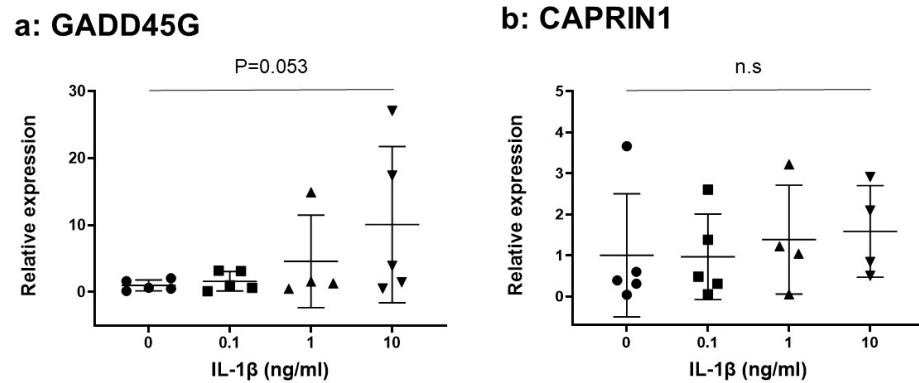 a: GADD45G
P=0.053
30
20
10
0
Relative expression
0 0.1 1 10
IL-1β (ng/ml)
b: CAPRIN1
n.s
5
4
3
2
1
0
Relative expression
0 0.1 1 10
IL-1β (ng/ml)